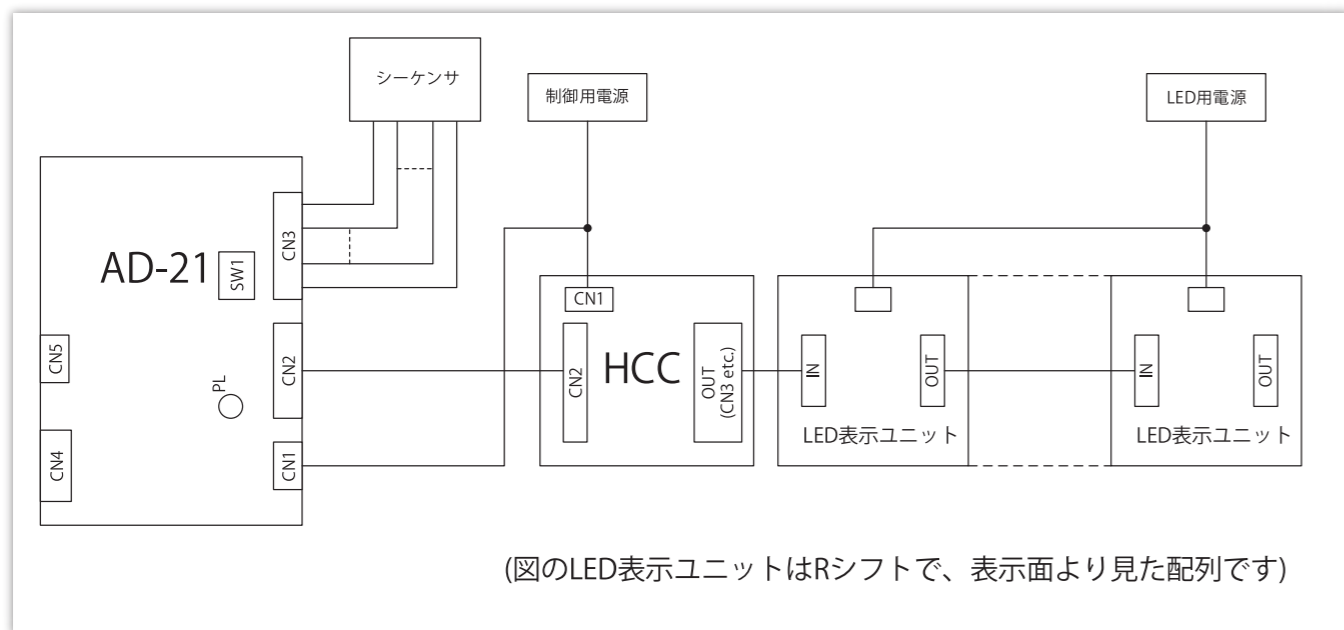 シーケンサ
制御用電源
LED用電源
AD-21
SW1
CN3
CN5
CN2
PL
CN4
CN1
CN1
CN2
HCC
OUT
(CN3 etc.)
IN
OUT
LED表示ユニット
IN
OUT
LED表示ユニット
(図のLED表示ユニットはRシフトで、表示面より見た配列です)